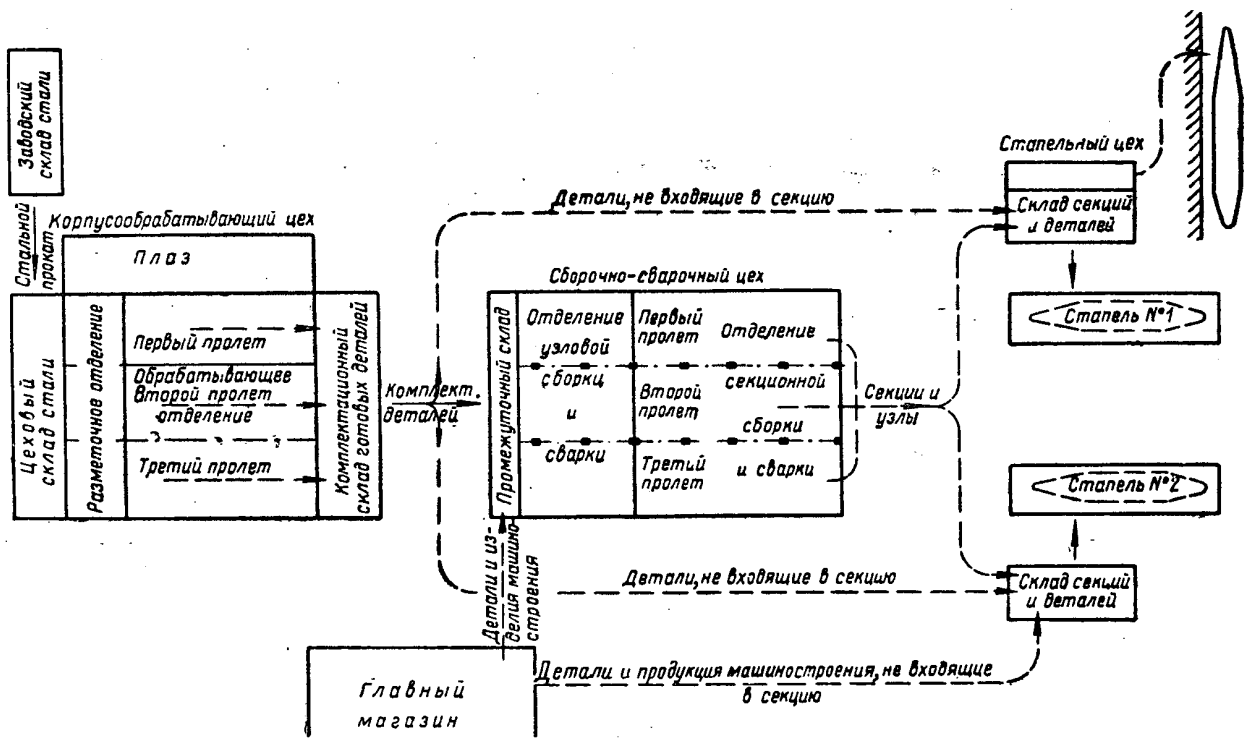 Заводский
склад стали
Стальной
прокат
Корпусообрабатывающий цех
Плаз
Цеховый
склад стали
Разметочное отделение
Первый пролет
Обрабатывающее
Второй пролет
отделение
Третий пролет
Комплектационный
склад готовых деталей
Комплект.
деталей
Детали, не входящие в секцию
Сборочно-сварочный цех
Промежуточный склад
Отделение
узловой
сборки
и
сварки
Первый
пролет
Второй
пролет
Третий
пролет
Отделение
секционной
сборки
и сварки
Секции и
узлы
Стапельный цех
Склад секций
и деталей
Стапель №1
Стапель №2
Склад секций
и деталей
Детали, не входящие в секцию
Детали и из-
делия машино-
строения
Главный
магазин
Детали и продукция машиностроения, не входящие
в секцию